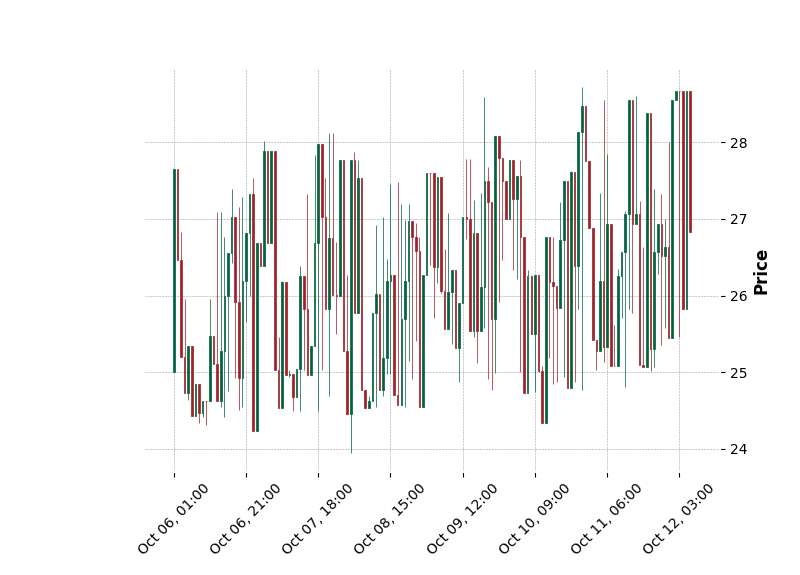 28
27
26
25
24
Price
Oct 06, 01:00
Oct 06, 21:00
Oct 07, 18:00
Oct 08, 15:00
Oct 09, 12:00
Oct 10, 09:00
Oct 11, 06:00
Oct 12, 03:00